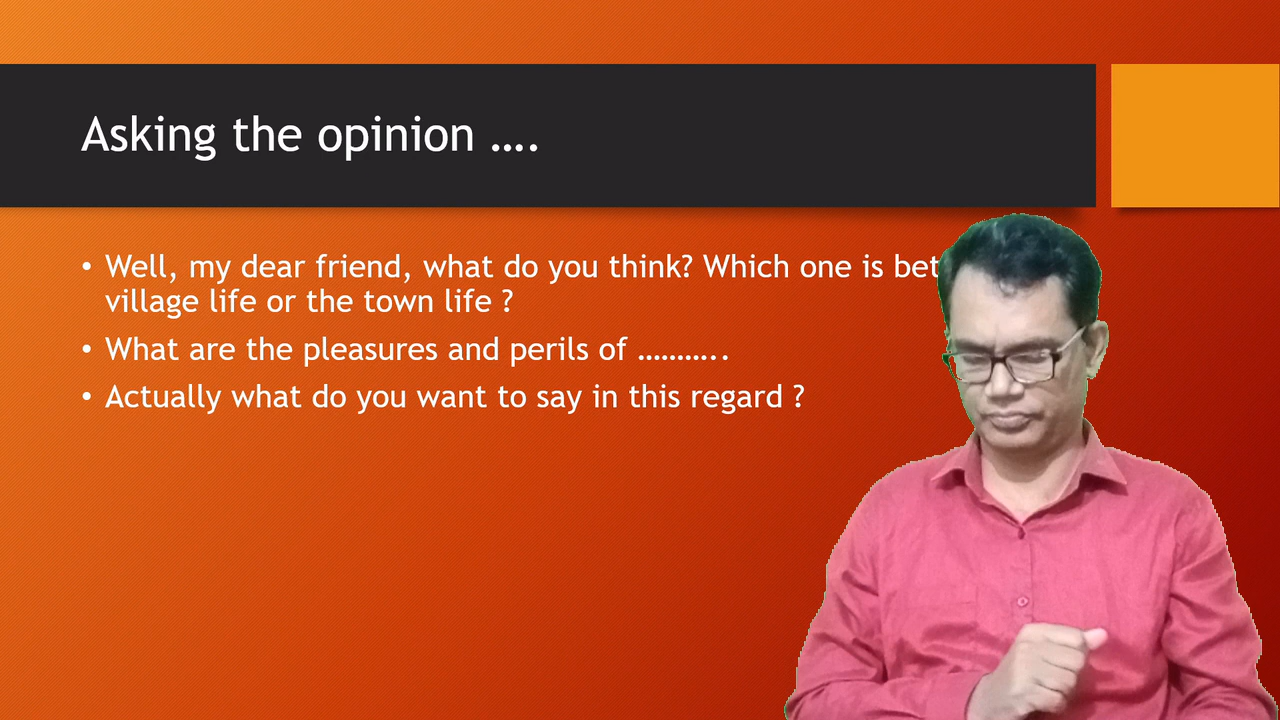 Asking the opinion ....
• Well, my dear friend, what do you think? Which one is
village life or the town life ?
• What are the pleasures and perils of ………..
• Actually what do you want to say in this regard ?